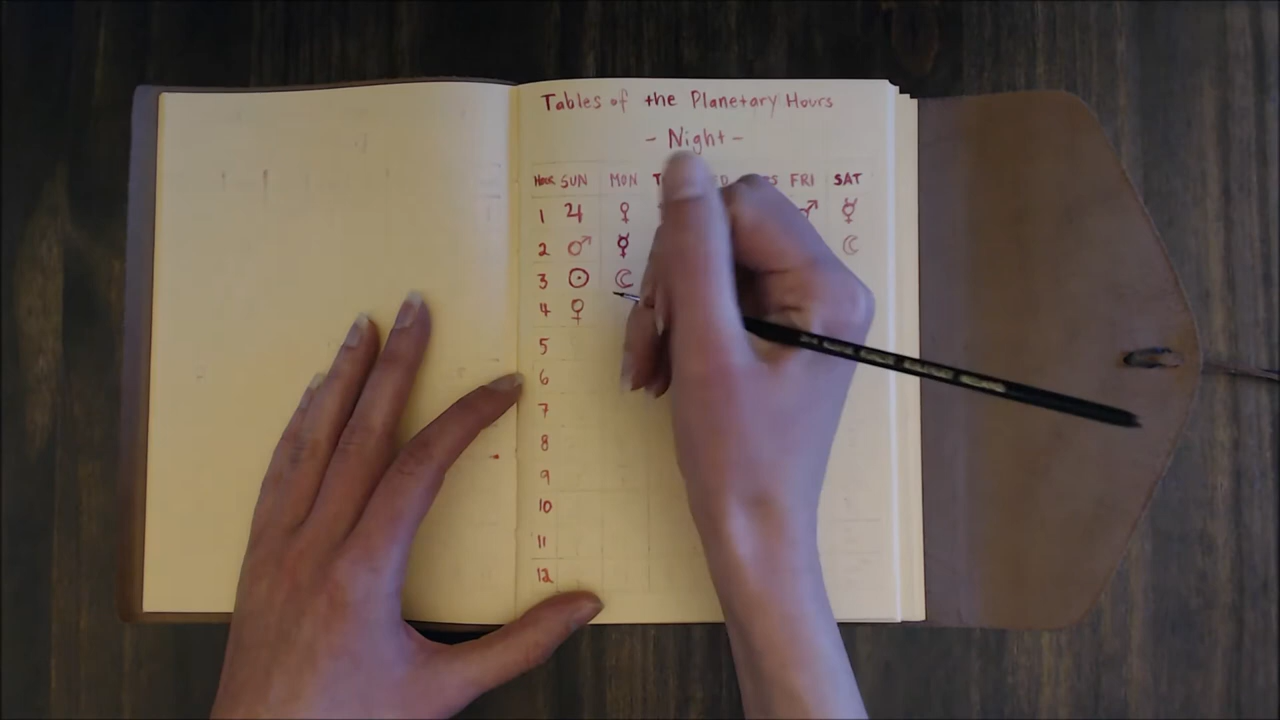 Tables of the Planetary Hours
- Night -
Hour SUN MON FRI SAT
1 ♃ ♀ ♂ ☿
2 ♂ ☿ ☾
3 ☉ ☾
4 ♀
5
6
7
8
9
10
11
12